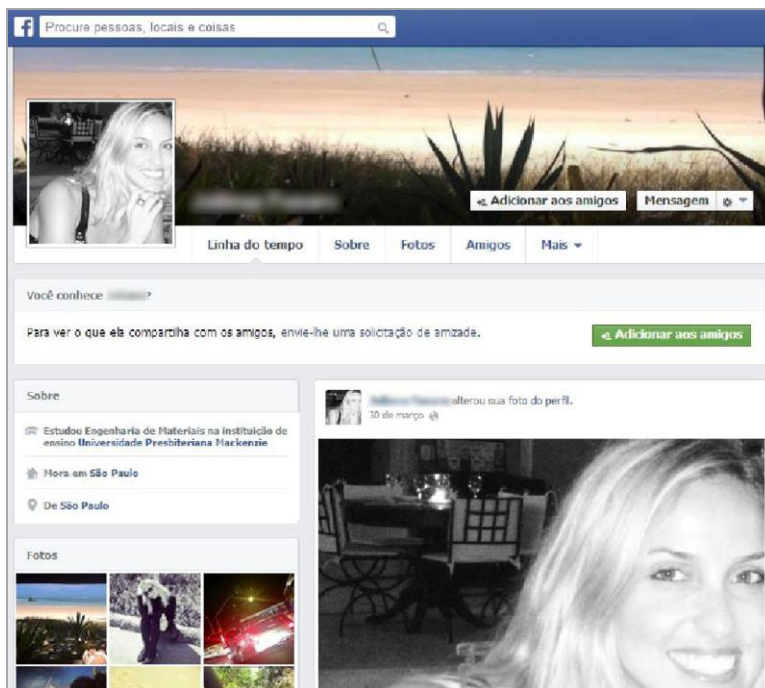 f
Procure pessoas, locais e coisas
Adicionar aos amigos
Mensagem
Linha do tempo
Sobre
Fotos
Amigos
Mais
Você conhece ?
Para ver o que ela compartilha com os amigos, envie-lhe uma solicitação de amizade.
Adicionar aos amigos
Sobre
Estudou Engenharia de Materiais na instituição de
ensino Universidade Presbiteriana Mackenzie
Mora em São Paulo
De São Paulo
Fotos
alterou sua foto do perfil.
30 de março